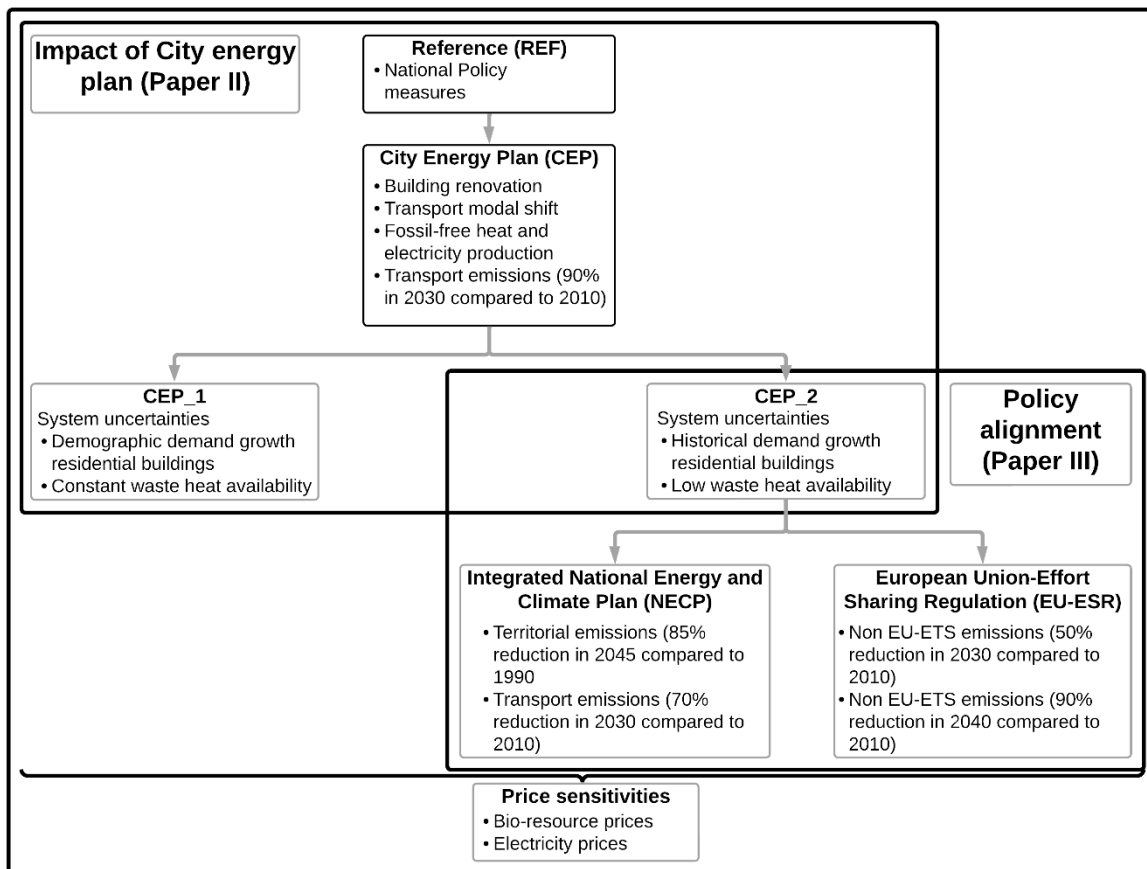 Impact of City energy
plan (Paper II)
Reference (REF)
• National Policy
measures
City Energy Plan (CEP)
• Building renovation
• Transport modal shift
• Fossil-free heat and
electricity production
• Transport emissions (90%
in 2030 compared to 2010)
CEP_1
System uncertainties
• Demographic demand growth
residential buildings
• Constant waste heat availability
CEP_2
System uncertainties
• Historical demand growth
residential buildings
• Low waste heat availability
Policy
alignment
(Paper III)
Integrated National Energy and
Climate Plan (NECP)
• Territorial emissions (85%
reduction in 2045 compared to
1990
• Transport emissions (70%
reduction in 2030 compared to
2010)
European Union-Effort
Sharing Regulation (EU-ESR)
• Non EU-ETS emissions (50%
reduction in 2030 compared to
2010)
• Non EU-ETS emissions (90%
reduction in 2040 compared to
2010)
Price sensitivities
• Bio-resource prices
• Electricity prices